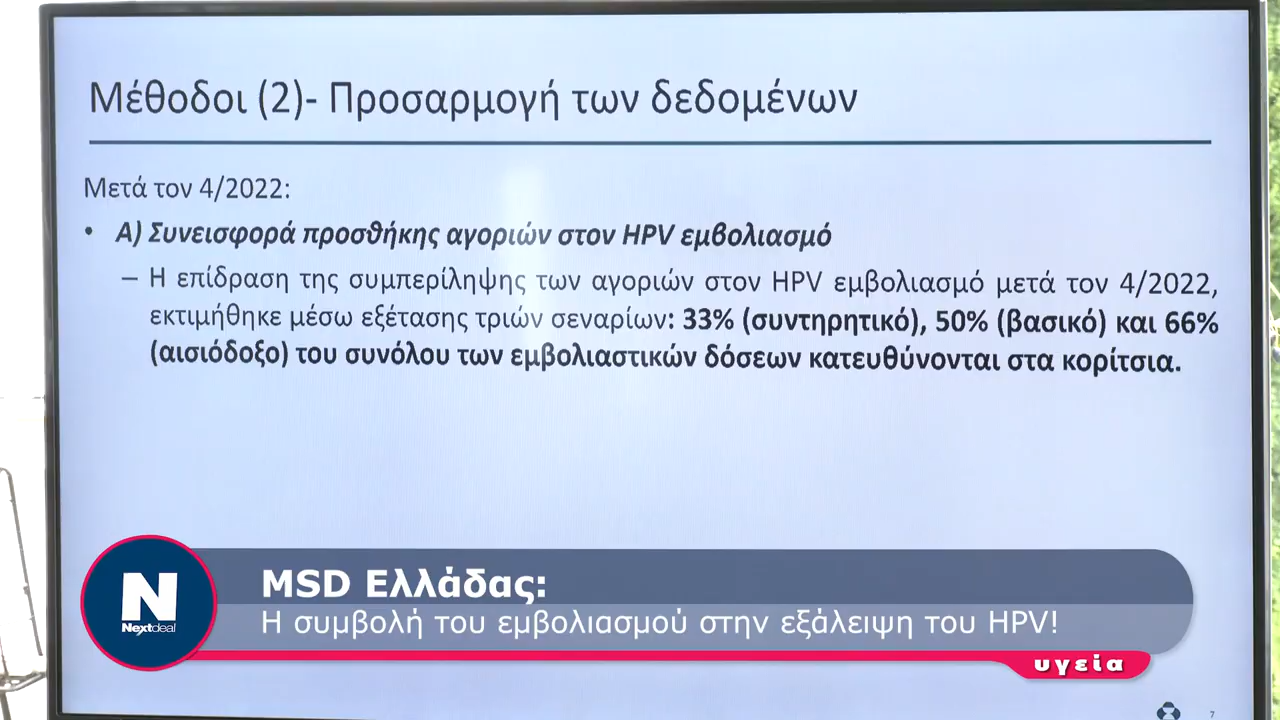 Μέθοδοι (2)- Προσαρμογή των δεδομένων
Μετά τον 4/2022:
• Α) Συνεισφορά προσθήκης αγοριών στον HPV εμβολιασμό
– Η επίδραση της συμπερίληψης των αγοριών στον HPV εμβολιασμό μετά τον 4/2022,
εκτιμήθηκε μέσω εξέτασης τριών σεναρίων: 33% (συντηρητικό), 50% (βασικό) και 66%
(αισιόδοξο) του συνόλου των εμβολιαστικών δόσεων κατευθύνονται στα κορίτσια.
N
Nextdeal
MSD Ελλάδας:
Η συμβολή του εμβολιασμού στην εξάλειψη του HPV!
υγεία
7